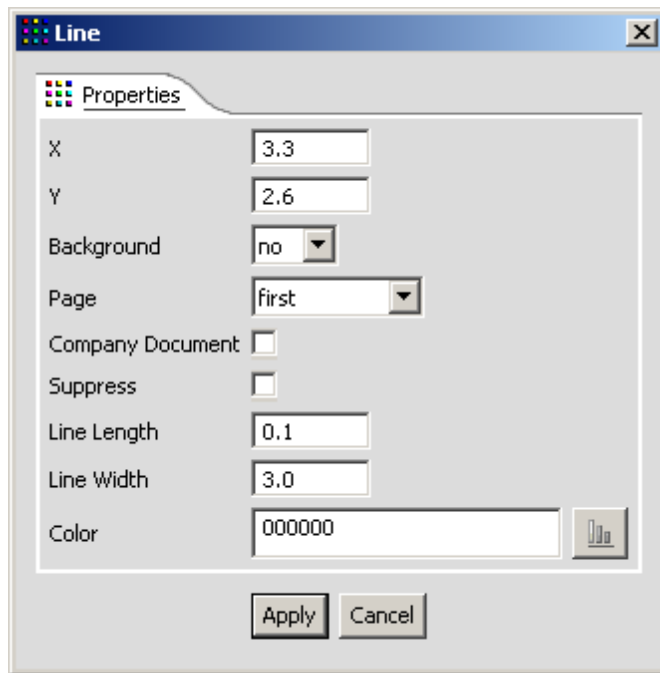 Line
Properties
X 3.3
Y 2.6
Background no
Page first
Company Document
Suppress
Line Length 0.1
Line Width 3.0
Color 000000
Apply Cancel